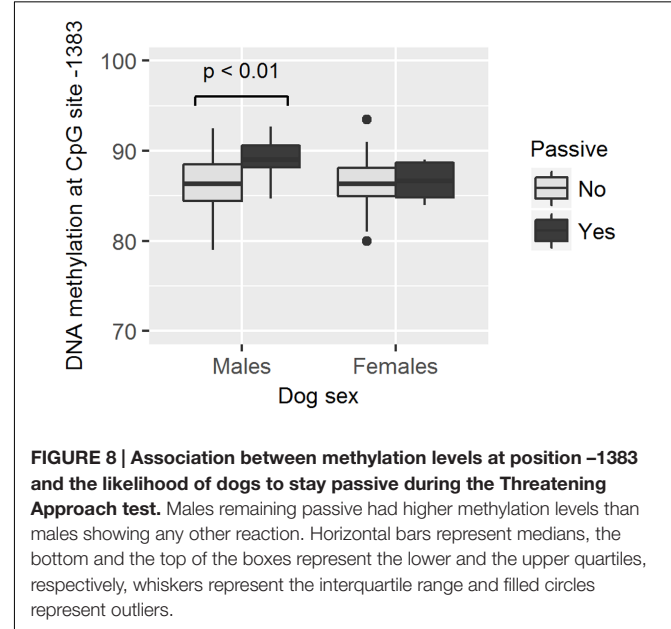 DNA methylation at CpG site -1383
100
90
80
70
p < 0.01
Males
Females
Dog sex
Passive
No
Yes
FIGURE 8 | Association between methylation levels at position –1383
and the likelihood of dogs to stay passive during the Threatening
Approach test. Males remaining passive had higher methylation levels than
males showing any other reaction. Horizontal bars represent medians, the
bottom and the top of the boxes represent the lower and the upper quartiles,
respectively, whiskers represent the interquartile range and filled circles
represent outliers.